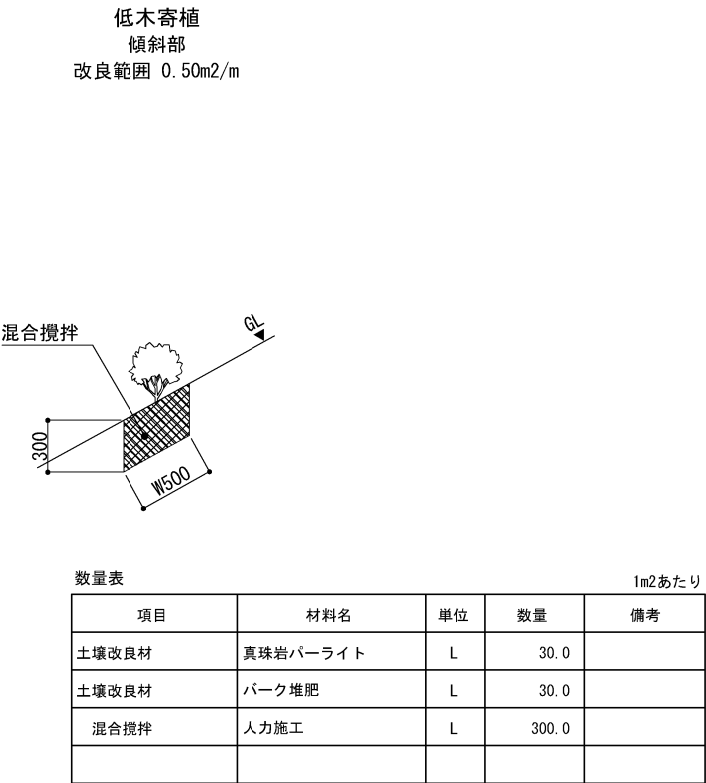 低木寄植
傾斜部
改良範囲 0.50m2/m
GL
混合攪拌
300
W500
数量表
1m2あたり
項目 材料名 単位 数量 備考
土壌改良材 真珠岩パーライト L 30.0
土壌改良材 バーク堆肥 L 30.0
混合撹拌 人力施工 L 300.0